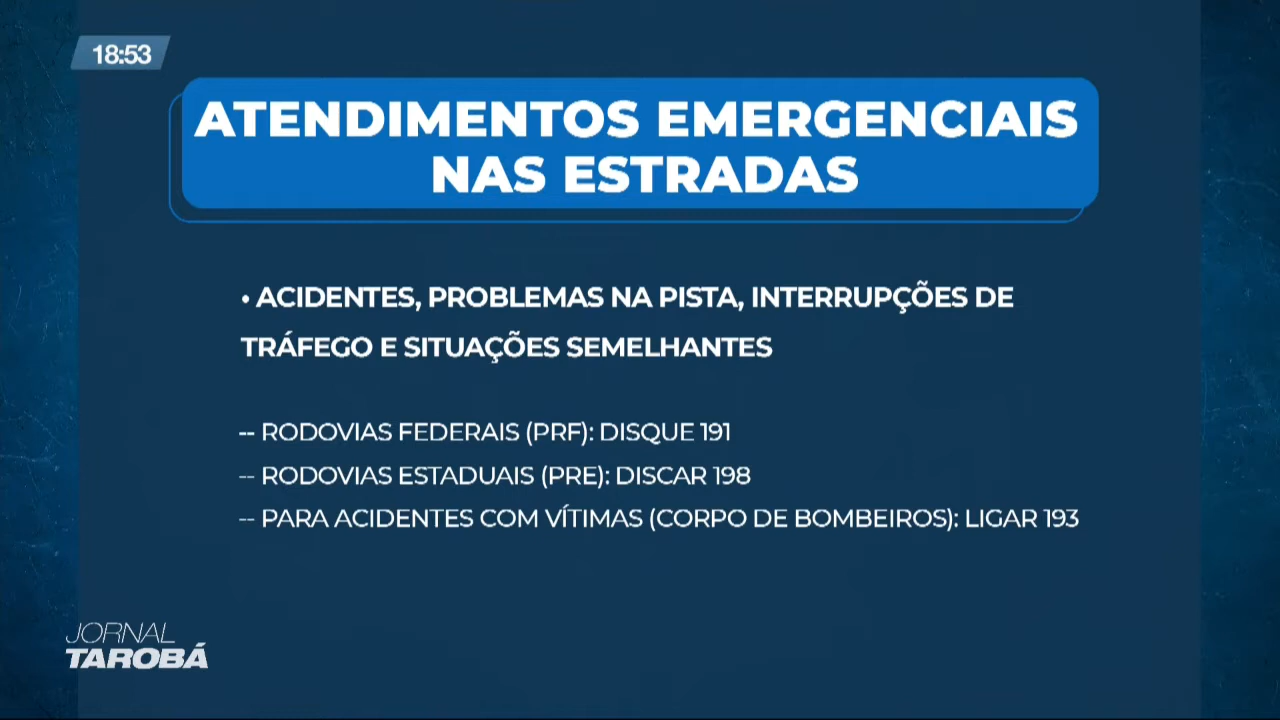 18:53
ATENDIMENTOS EMERGENCIAIS
NAS ESTRADAS
• ACIDENTES, PROBLEMAS NA PISTA, INTERRUPÇÕES DE
TRÁFEGO E SITUAÇÕES SEMELHANTES
-- RODOVIAS FEDERAIS (PRF): DISQUE 191
-- RODOVIAS ESTADUAIS (PRE): DISCAR 198
-- PARA ACIDENTES COM VÍTIMAS (CORPO DE BOMBEIROS): LIGAR 193
JORNAL
TAROBÁ